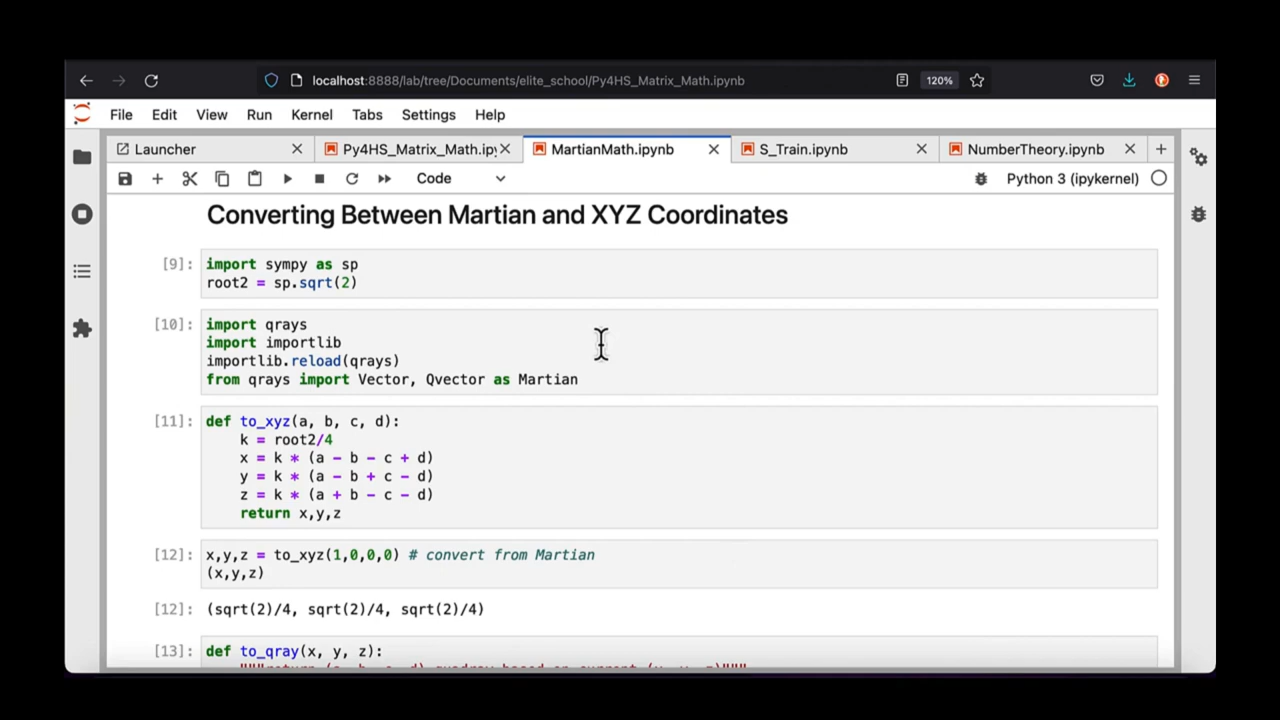 localhost:8888/lab/tree/Documents/elite_school/Py4HS_Matrix_Math.ipynb 120%
File Edit View Run Kernel Tabs Settings Help
Launcher Py4HS_Matrix_Math.ipy MartianMath.ipynb S_Train.ipynb NumberTheory.ipynb
Code Python 3 (ipykernel)
Converting Between Martian and XYZ Coordinates
[9]: import sympy as sp
root2 = sp.sqrt(2)
[10]: import qrays
import importlib
importlib.reload(qrays)
from qrays import Vector, Qvector as Martian
[11]: def to_xyz(a, b, c, d):
k = root2/4
x = k * (a - b - c + d)
y = k * (a - b + c - d)
z = k * (a + b - c - d)
return x,y,z
[12]: x,y,z = to_xyz(1,0,0,0) # convert from Martian
(x,y,z)
[12]: (sqrt(2)/4, sqrt(2)/4, sqrt(2)/4)
[13]: def to_qray(x, y, z):